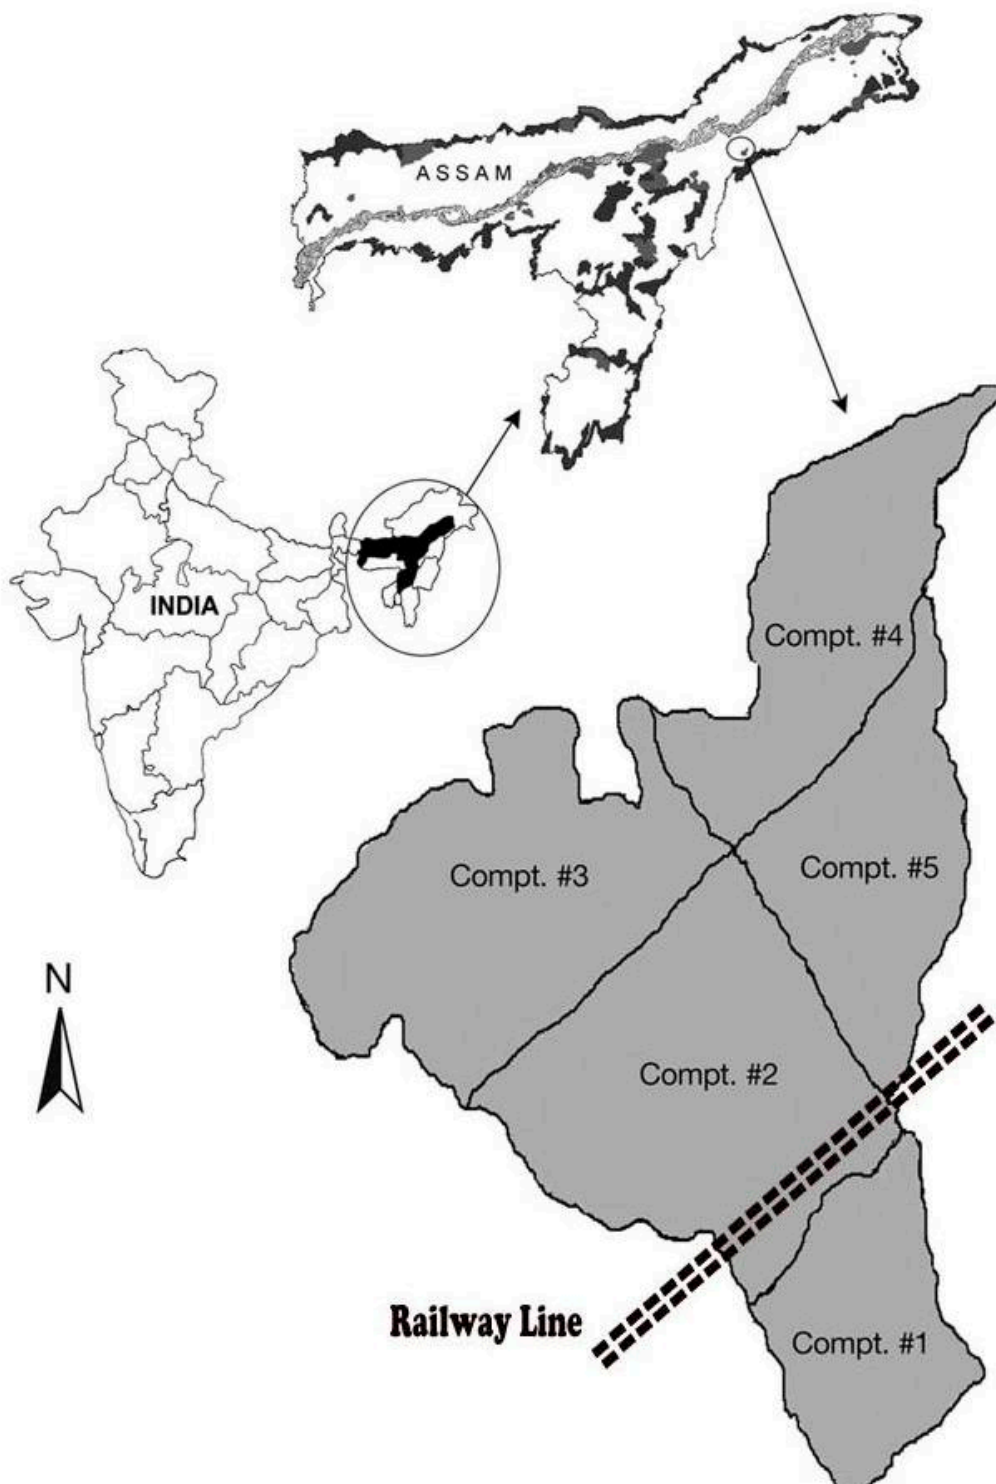 ASSAM
INDIA
Compt. #4
Compt. #3
Compt. #5
N
Compt. #2
Railway Line
Compt. #1